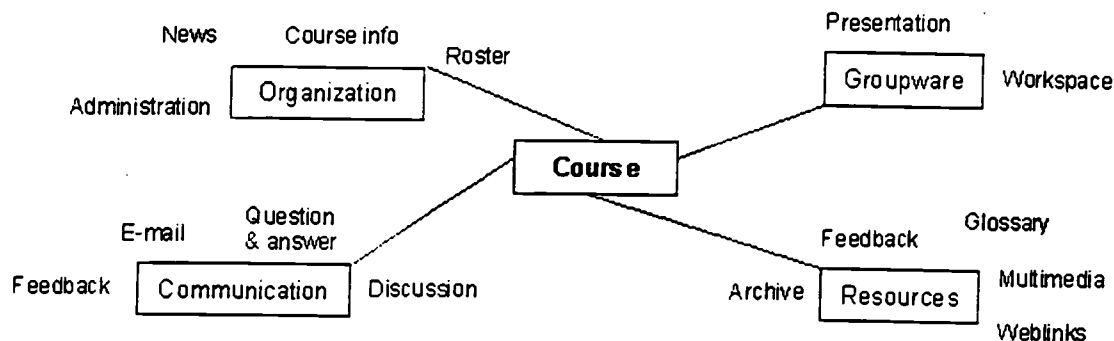 News
Course info
Roster
Organization
Administration
Presentation
Groupware
Workspace
Course
E-mail
Question
& answer
Feedback
Communication
Discussion
Glossary
Feedback
Archive
Resources
Multimedia
Weblinks